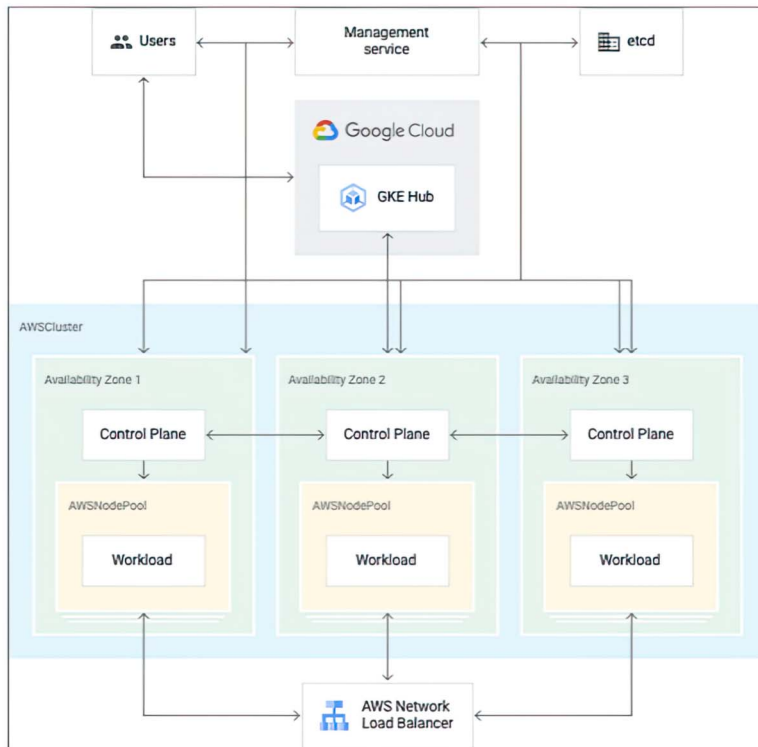 Users
Management
service
etcd
Google Cloud
GKE Hub
AWSCluster
Availability Zone 1
Availability Zone 2
Availability Zone 3
Control Plane
Control Plane
Control Plane
AWSNodePool
AWSNodePool
AWSNodePool
Workload
Workload
Workload
AWS Network
Load Balancer